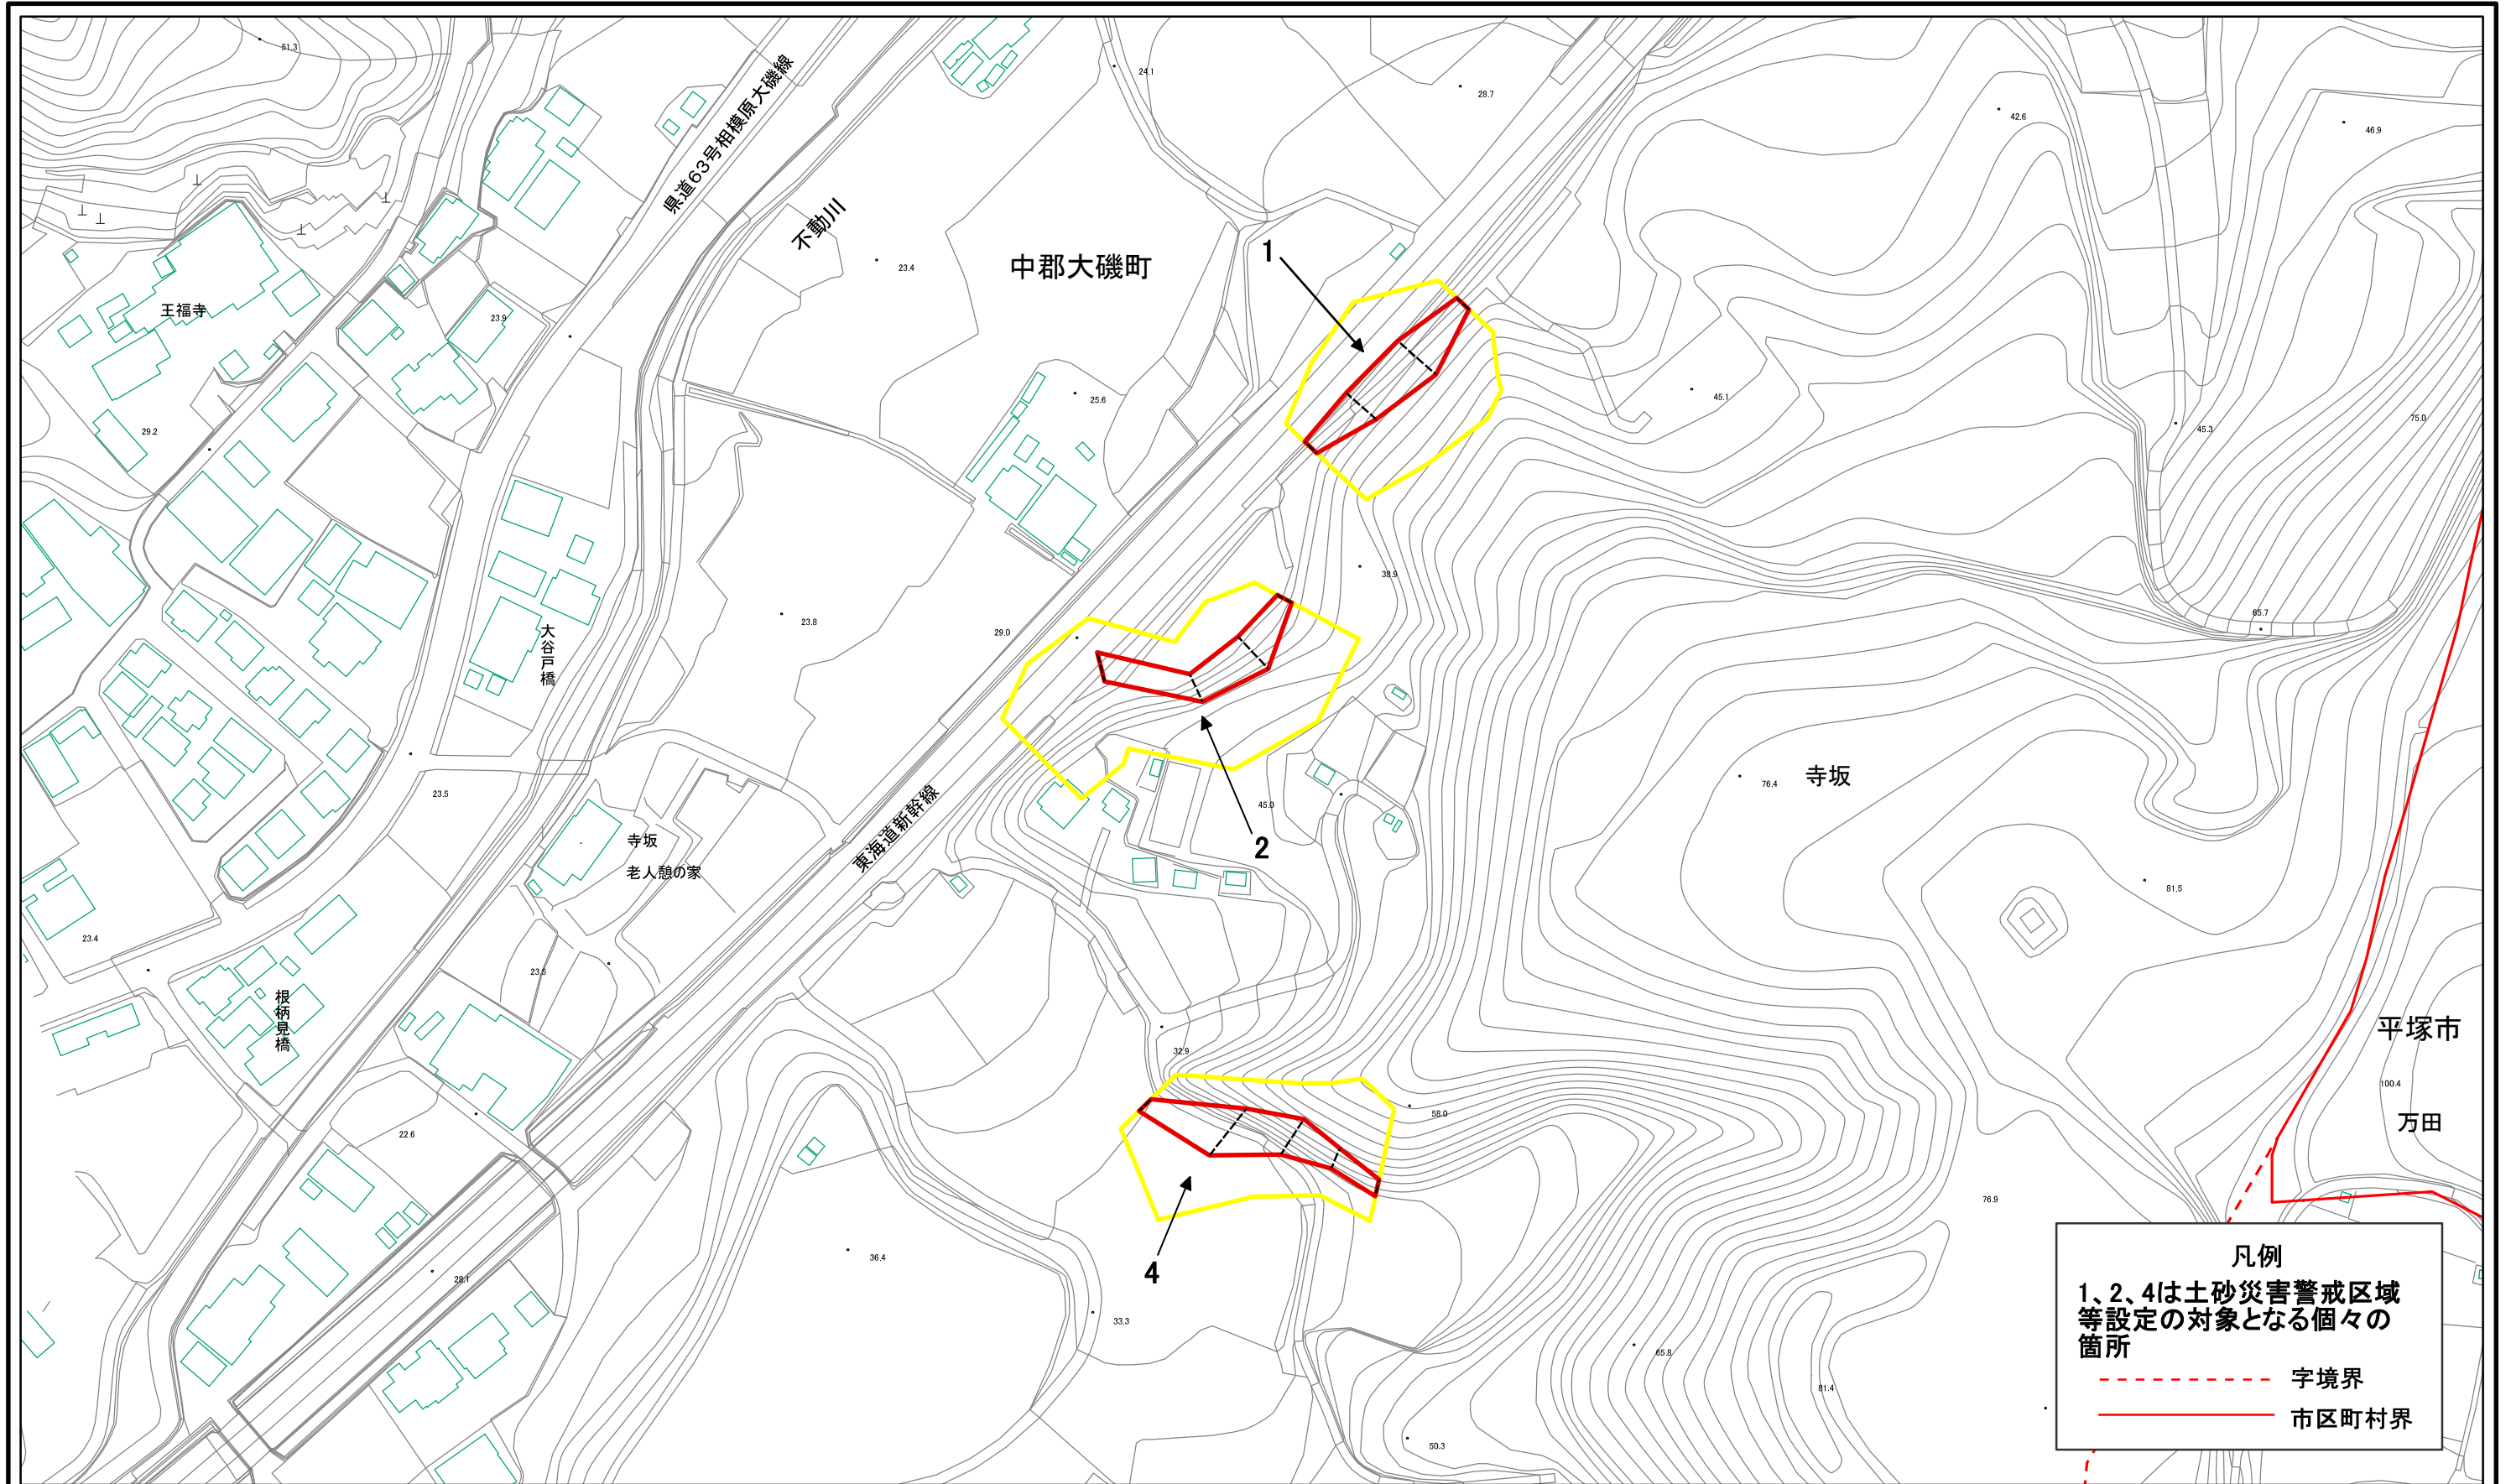 51.3
24.1
28.7
42.6
46.9
県道63号相模原大磯線
不動川
23.4
中郡大磯町
1
王福寺
23.9
25.6
45.1
29.2
75.0
45.3
38.9
23.8
29.0
65.7
大谷戸橋
寺坂
76.4
23.5
45.0
東海道新幹線
2
寺坂
老人憩の家
81.5
23.4
23.5
根柄見橋
平塚市
32.9
100.4
58.0
万田
22.6
76.9
36.4
4
28.1
33.3
65.8
81.4
50.3
凡例
1、2、4は土砂災害警戒区域
等設定の対象となる個々の
箇所
字境界
市区町村界